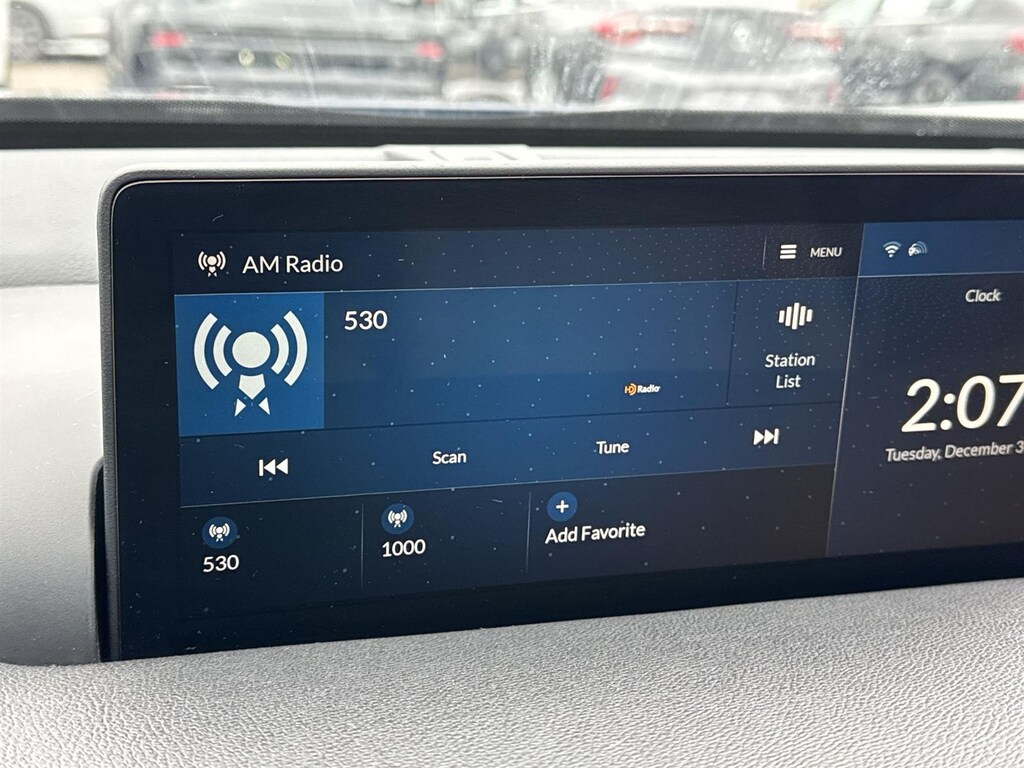 AM Radio
MENU
530
HD Radio
Station
List
Clock
2:07
Tuesday, December 3
Scan
Tune
530
1000
Add Favorite